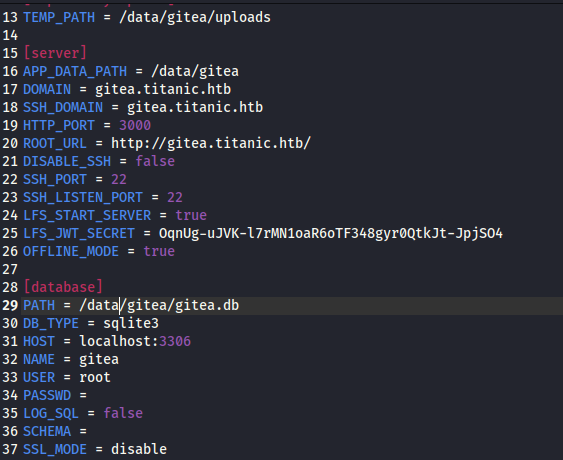 13 TEMP_PATH = /data/gitea/uploads
14
15 [server]
16 APP_DATA_PATH = /data/gitea
17 DOMAIN = gitea.titanic.htb
18 SSH_DOMAIN = gitea.titanic.htb
19 HTTP_PORT = 3000
20 ROOT_URL = http://gitea.titanic.htb/
21 DISABLE_SSH = false
22 SSH_PORT = 22
23 SSH_LISTEN_PORT = 22
24 LFS_START_SERVER = true
25 LFS_JWT_SECRET = OqnUg-uJVK-l7rMN1oaR6oTF348gyr0QtkJt-JpjSO4
26 OFFLINE_MODE = true
27
28 [database]
29 PATH = /data/gitea/gitea.db
30 DB_TYPE = sqlite3
31 HOST = localhost:3306
32 NAME = gitea
33 USER = root
34 PASSWD =
35 LOG_SQL = false
36 SCHEMA =
37 SSL_MODE = disable